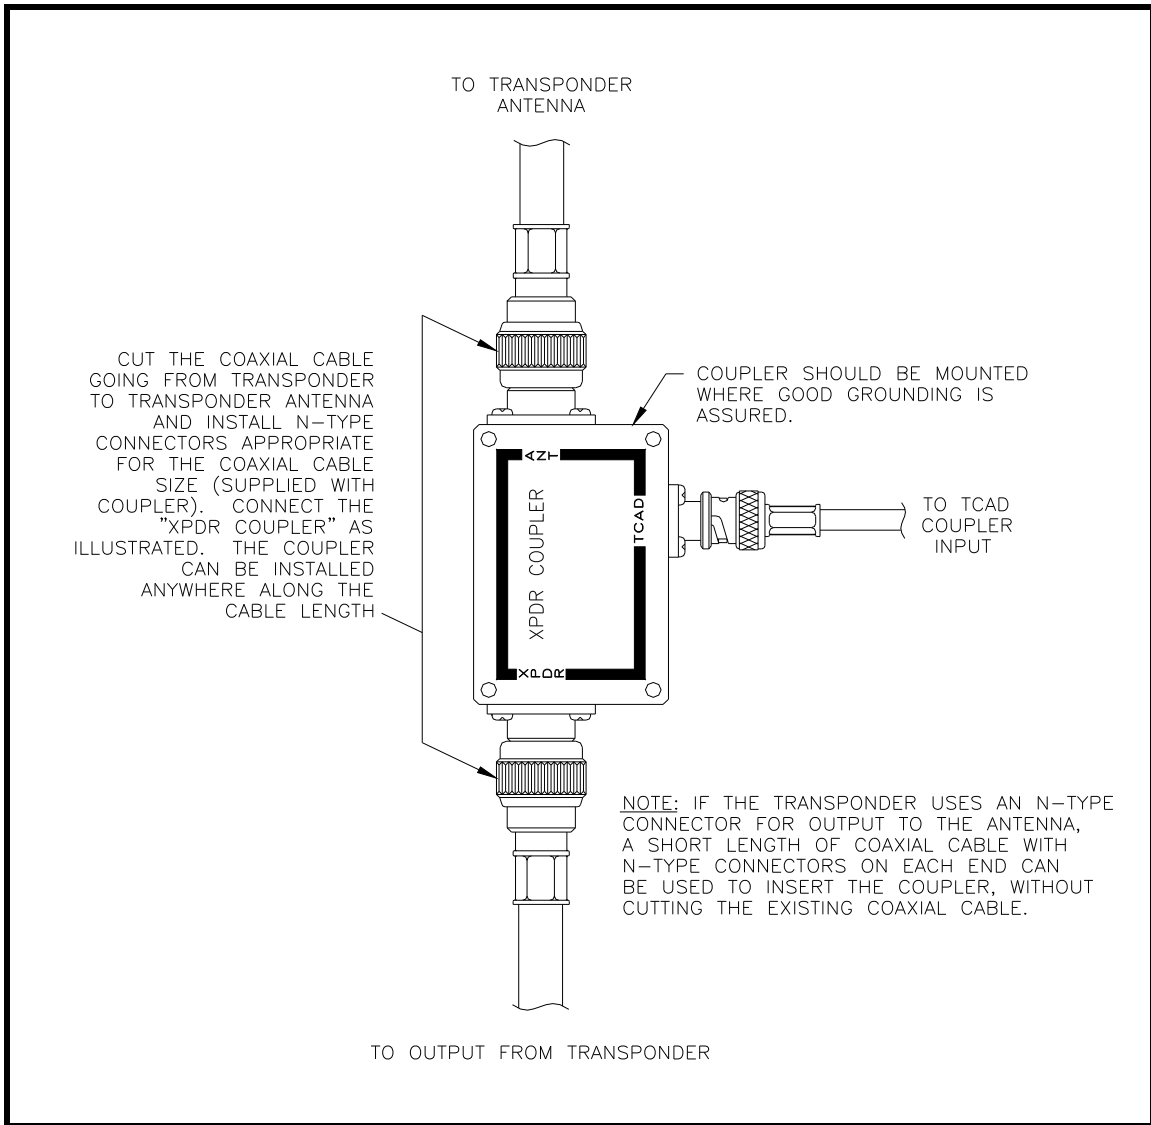 TO TRANSPONDER
ANTENNA
CUT THE COAXIAL CABLE
GOING FROM TRANSPONDER
TO TRANSPONDER ANTENNA
AND INSTALL N-TYPE
CONNECTORS APPROPRIATE
FOR THE COAXIAL CABLE
SIZE (SUPPLIED WITH
COUPLER). CONNECT THE
"XPDR COUPLER" AS
ILLUSTRATED. THE COUPLER
CAN BE INSTALLED
ANYWHERE ALONG THE
CABLE LENGTH
COUPLER SHOULD BE MOUNTED
WHERE GOOD GROUNDING IS
ASSURED.
ANT
XPDR COUPLER
TCAD
XPDR
TO TCAD
COUPLER
INPUT
NOTE: IF THE TRANSPONDER USES AN N-TYPE
CONNECTOR FOR OUTPUT TO THE ANTENNA,
A SHORT LENGTH OF COAXIAL CABLE WITH
N-TYPE CONNECTORS ON EACH END CAN
BE USED TO INSERT THE COUPLER, WITHOUT
CUTTING THE EXISTING COAXIAL CABLE.
TO OUTPUT FROM TRANSPONDER